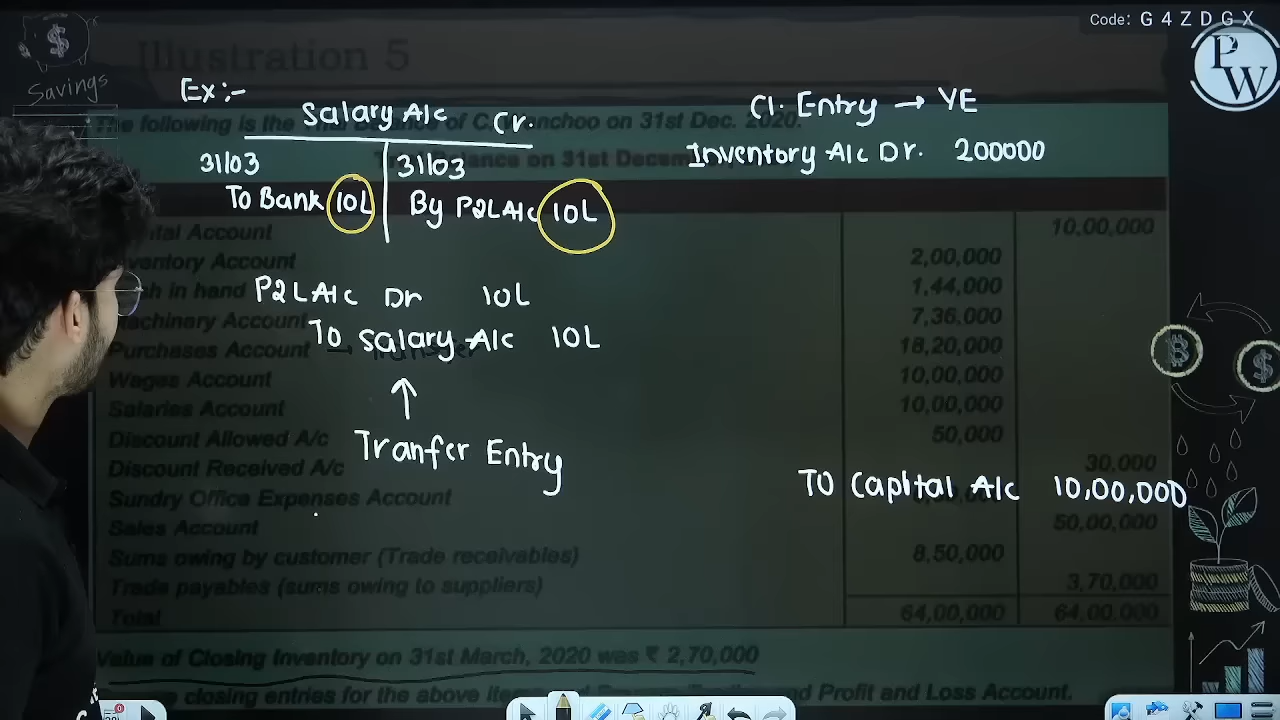 Code: G 4 Z D G X
Illustration 5
PW
Savings
Ex:-
Salary A/c Cr.
31/03 31/03
To Bank 10L By P2LA/c 10L
P2LA/c Dr 10L
To Salary A/c 10L
Tranfer Entry
Cl. Entry → YE
Inventory A/c Dr. 200000
To Capital A/c 10,00,000
The following is the Trial Balance of C. on 31st Dec. 2020.
Balance on 31st
Account 10,00,000
Account 2,00,000
in hand 1,44,000
Account 7,36,000
Purchases Account 18,20,000
Wages Account 10,00,000
Salaries Account 10,00,000
Discount Allowed A/c 50,000
Discount Received A/c 30,000
Sundry Office Expenses Account
Sales Account 50,00,000
Sums owing by customer (Trade receivables) 8,50,000
Trade payables (sums owing to suppliers) 3,70,000
Total 64,00,000 64,00,000
Value of Closing Inventory on 31st March, 2020 was ₹ 2,70,000
closing entries for the above and Profit and Loss Account.